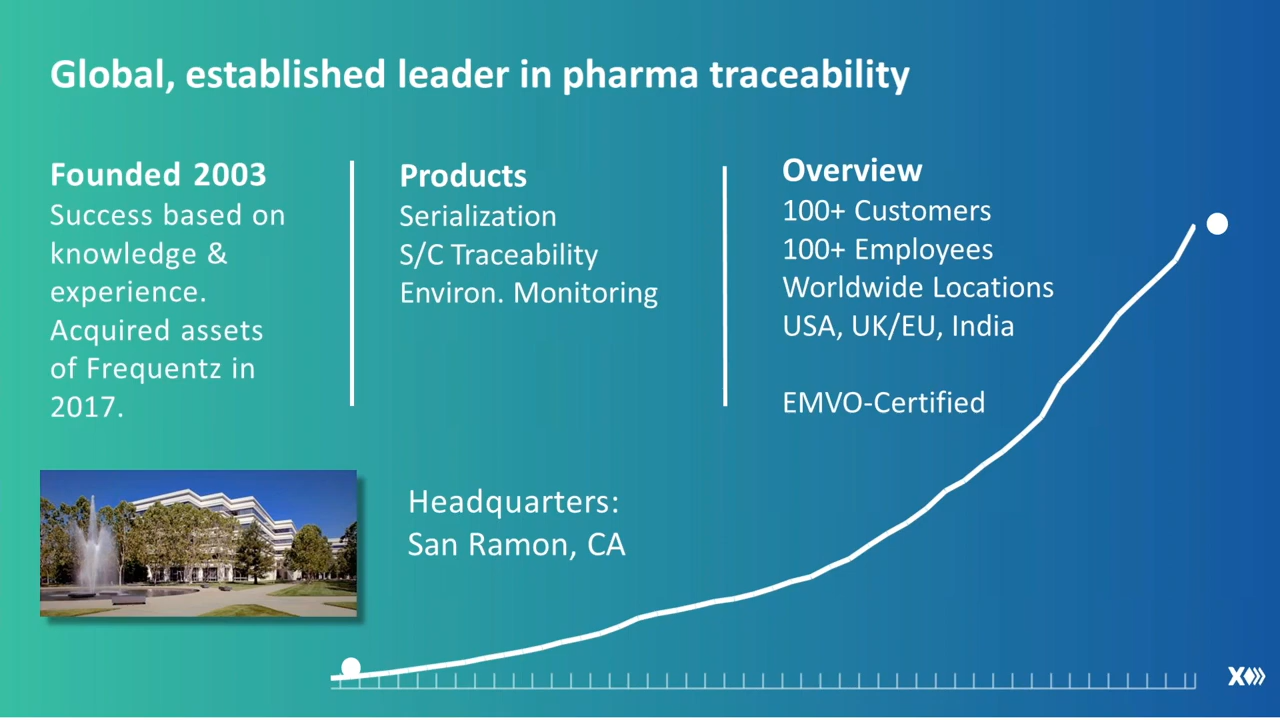 Global, established leader in pharma traceability
Founded 2003
Success based on
knowledge &
experience.
Acquired assets
of Frequentz in
2017.
Products
Serialization
S/C Traceability
Environ. Monitoring
Overview
100+ Customers
100+ Employees
Worldwide Locations
USA, UK/EU, India
EMVO-Certified
Headquarters:
San Ramon, CA
X